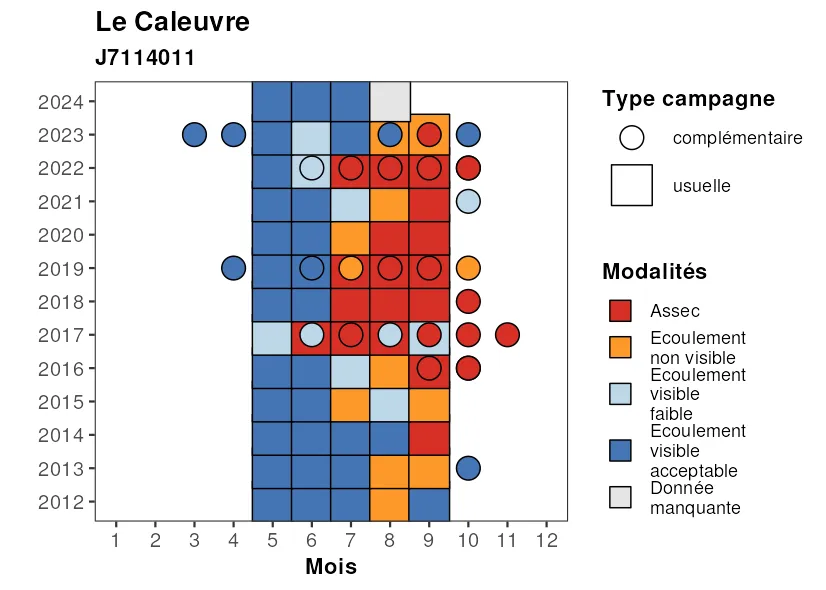 Le Caleuvre
J7114011
2024
2023
2022
2021
2020
2019
2018
2017
2016
2015
2014
2013
2012
1 2 3 4 5 6 7 8 9 10 11 12
Mois
Type campagne
complémentaire
usuelle
Modalités
Assec
Ecoulement
non visible
Ecoulement
visible
faible
Ecoulement
visible
acceptable
Donnée
manquante